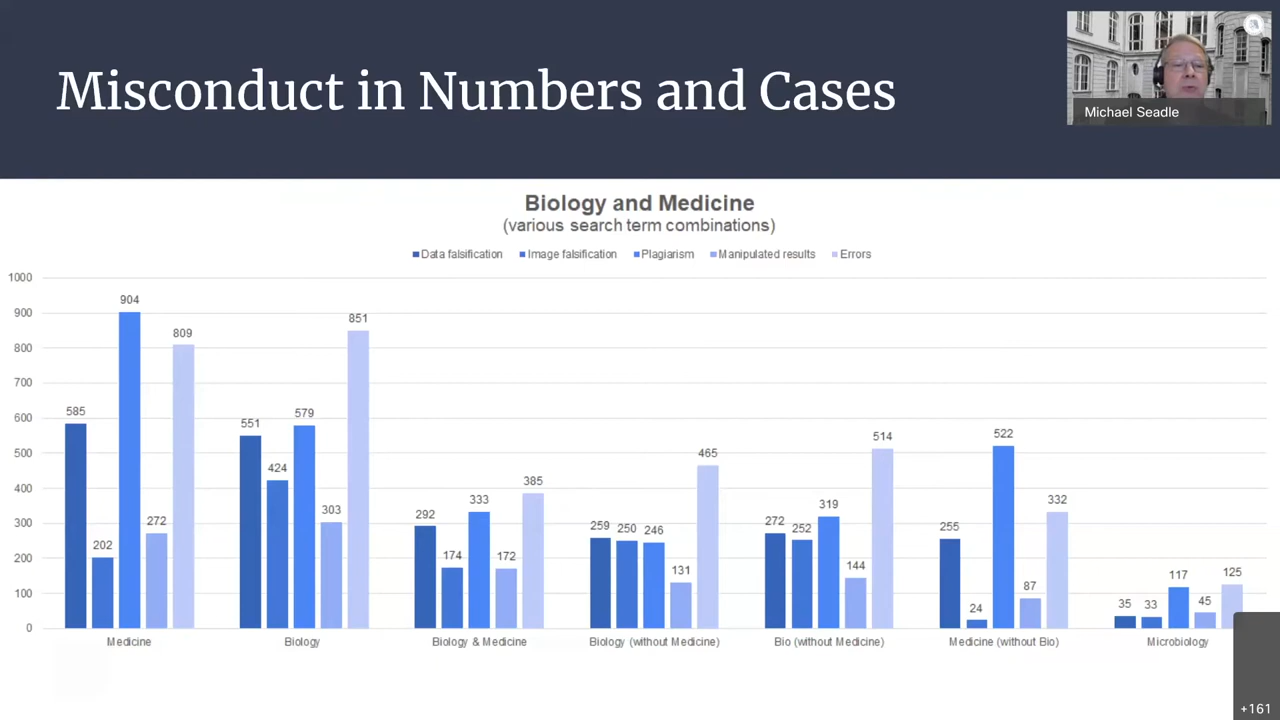 Misconduct in Numbers and Cases
Michael Seadle
Biology and Medicine
(various search term combinations)
Data falsification Image falsification Plagiarism Manipulated results Errors
1000
900
800
700
600
500
400
300
200
100
0
585 202 904 272 809
551 424 579 303 851
292 174 333 172 385
259 250 246 131 465
272 252 319 144 514
255 24 522 87 332
35 33 117 45 125
Medicine Biology Biology & Medicine Biology (without Medicine) Bio (without Medicine) Medicine (without Bio) Microbiology
+161